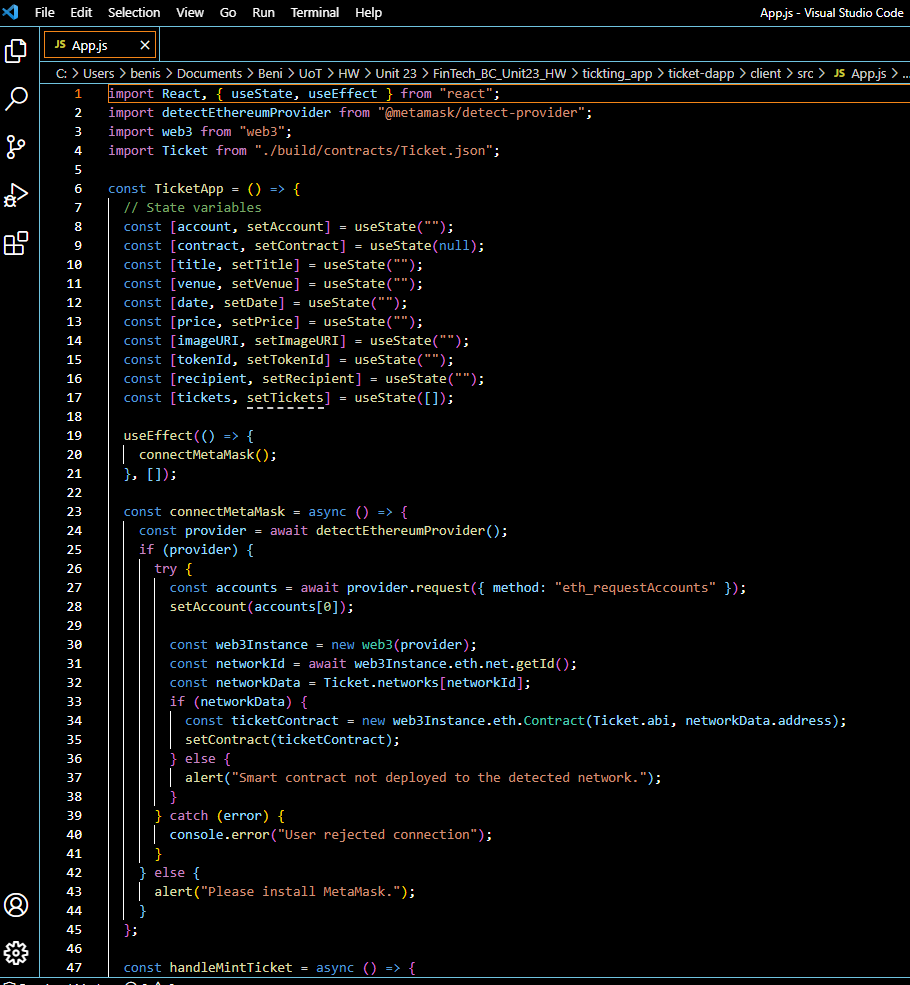 File Edit Selection View Go Run Terminal Help App.js - Visual Studio Code
JS App.js ✕
C: > Users > benis > Documents > Beni > UoT > HW > Unit 23 > FinTech_BC_Unit23_HW > tickting_app > ticket-dapp > client > src > JS App.js > ...
1 import React, { useState, useEffect } from "react";
2 import detectEthereumProvider from "@metamask/detect-provider";
3 import web3 from "web3";
4 import Ticket from "./build/contracts/Ticket.json";
5
6 const TicketApp = () => {
7 // State variables
8 const [account, setAccount] = useState("");
9 const [contract, setContract] = useState(null);
10 const [title, setTitle] = useState("");
11 const [venue, setVenue] = useState("");
12 const [date, setDate] = useState("");
13 const [price, setPrice] = useState("");
14 const [imageURI, setImageURI] = useState("");
15 const [tokenId, setTokenId] = useState("");
16 const [recipient, setRecipient] = useState("");
17 const [tickets, setTickets] = useState([]);
18
19 useEffect(() => {
20 connectMetaMask();
21 }, []);
22
23 const connectMetaMask = async () => {
24 const provider = await detectEthereumProvider();
25 if (provider) {
26 try {
27 const accounts = await provider.request({ method: "eth_requestAccounts" });
28 setAccount(accounts[0]);
29
30 const web3Instance = new web3(provider);
31 const networkId = await web3Instance.eth.net.getId();
32 const networkData = Ticket.networks[networkId];
33 if (networkData) {
34 const ticketContract = new web3Instance.eth.Contract(Ticket.abi, networkData.address);
35 setContract(ticketContract);
36 } else {
37 alert("Smart contract not deployed to the detected network.");
38 }
39 } catch (error) {
40 console.error("User rejected connection");
41 }
42 } else {
43 alert("Please install MetaMask.");
44 }
45 };
46
47 const handleMintTicket = async () => {